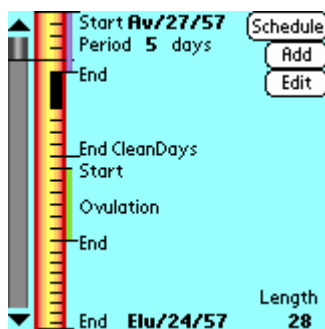 Start Av/27/57
Schedule
Period 5 days
Add
End
Edit
End CleanDays
Start
Ovulation
End
Length
End Elu/24/57
28